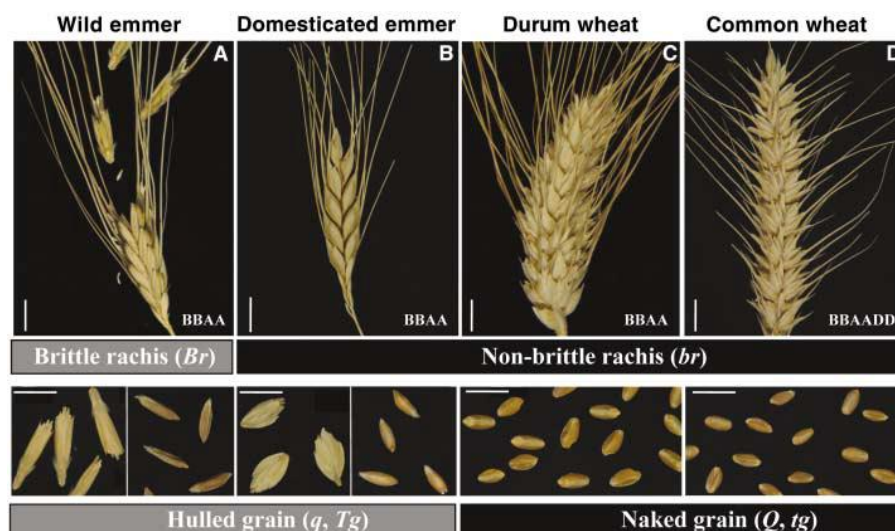 Wild emmer
Domesticated emmer
Durum wheat
Common wheat
A
B
C
D
BBAA
BBAA
BBAA
BBAADD
Brittle rachis (Br)
Non-brittle rachis (br)
Hulled grain (q, Tg)
Naked grain (Q, tg)